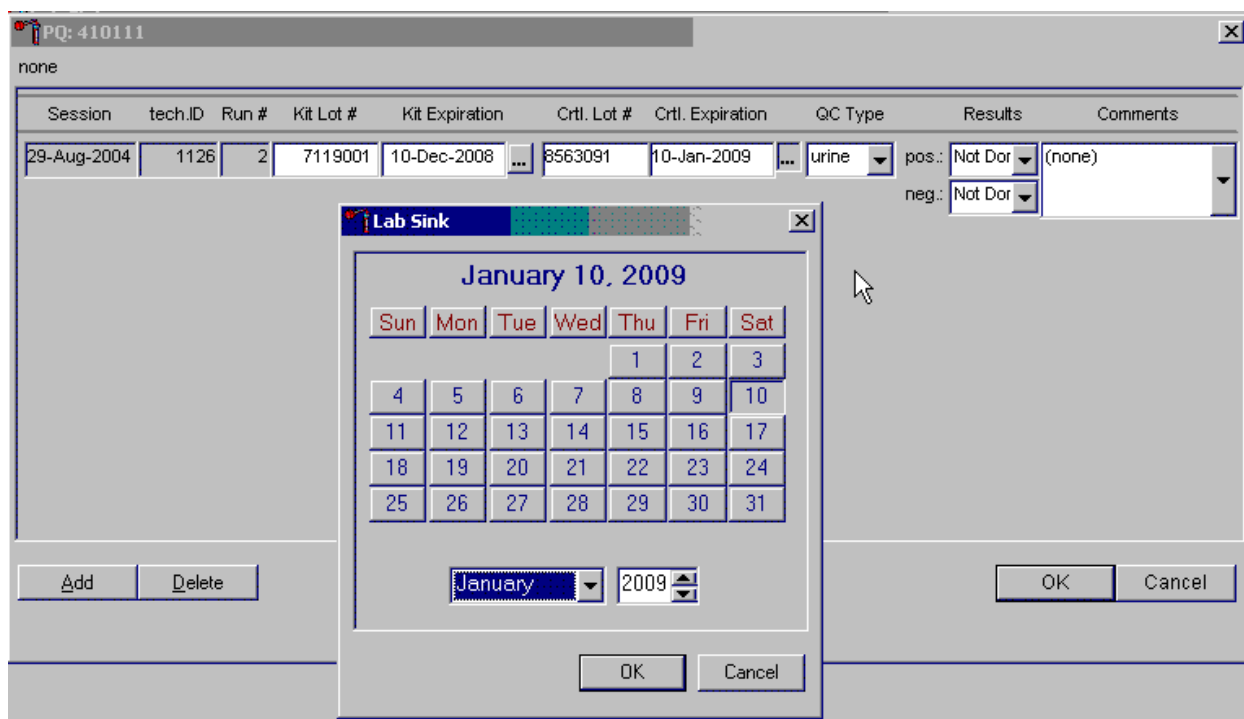 PQ: 410111
none
Session tech.ID Run # Kit Lot # Kit Expiration Crtl. Lot # Crtl. Expiration QC Type Results Comments
29-Aug-2004 1126 2 7119001 10-Dec-2008 ... 8563091 10-Jan-2009 ... urine pos.: Not Dor (none)
neg.: Not Dor
Lab Sink
January 10, 2009
Sun Mon Tue Wed Thu Fri Sat
1 2 3
4 5 6 7 8 9 10
11 12 13 14 15 16 17
18 19 20 21 22 23 24
25 26 27 28 29 30 31
January 2009
OK Cancel
Add Delete OK Cancel